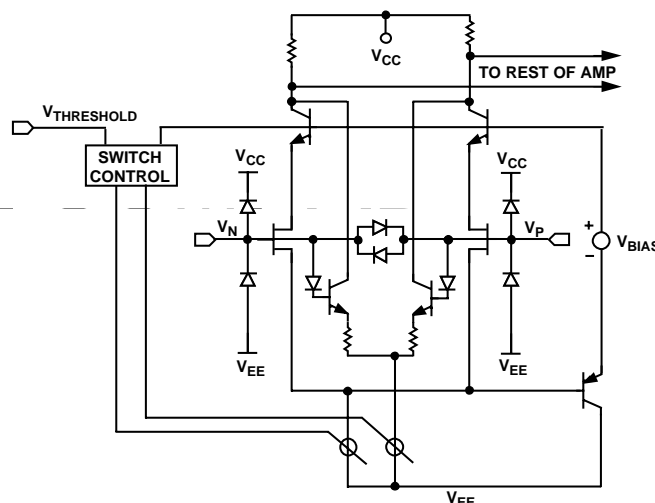 VCC
TO REST OF AMP
VTHRESHOLD
SWITCH
CONTROL
VCC
VCC
VN
VP
+
VBIAS
–
VEE
VEE
VEE